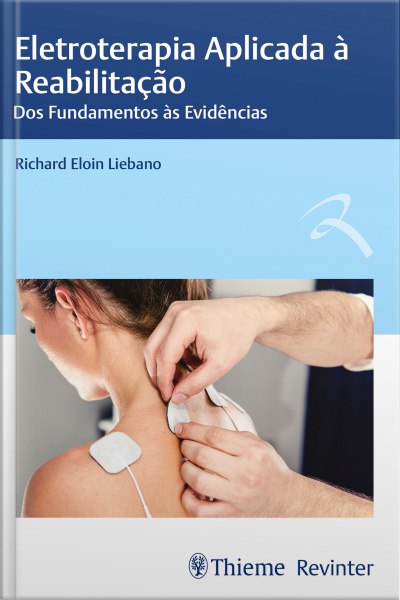 Eletroterapia Aplicada à
Reabilitação
Dos Fundamentos às Evidências
Richard Eloin Liebano
Thieme Revinter